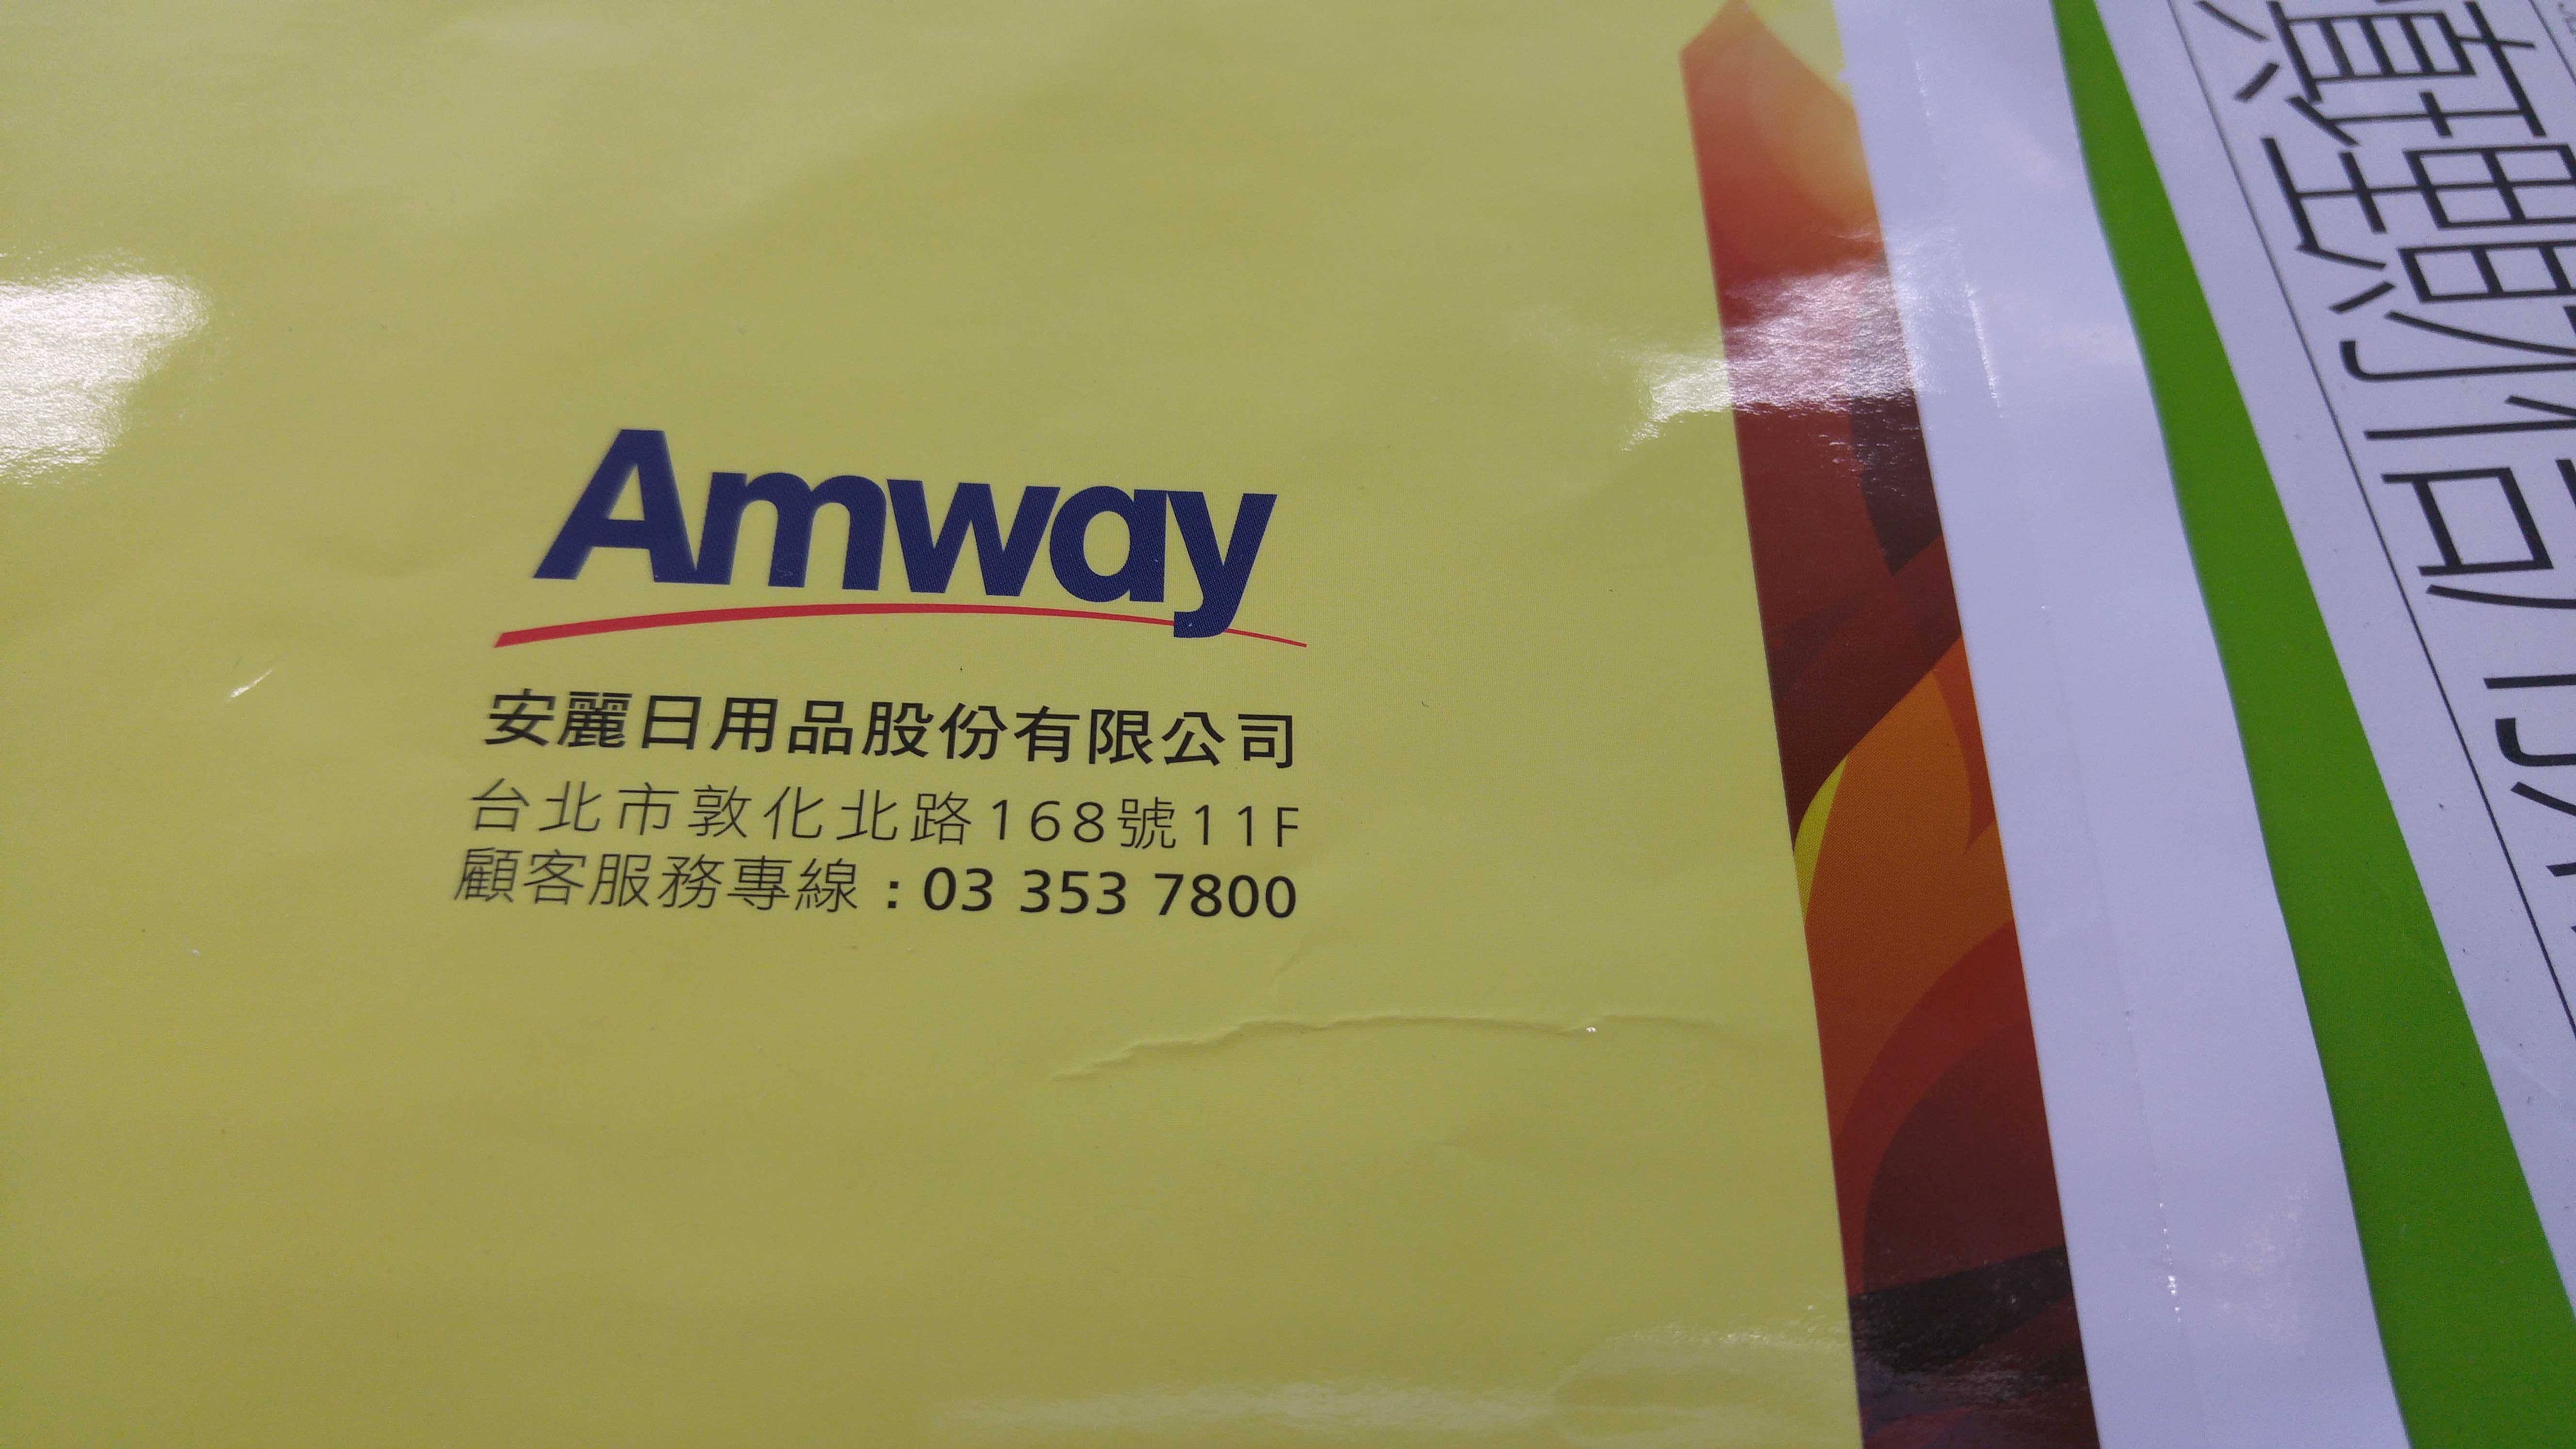 Amway
安麗日用品股份有限公司
台北市敦化北路168號11F
顧客服務專線：03 353 7800